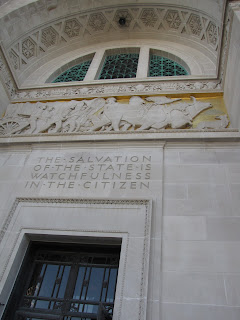 THE·SALVATION
OF·THE·STATE·IS
WATCHFULNESS
IN·THE·CITIZEN